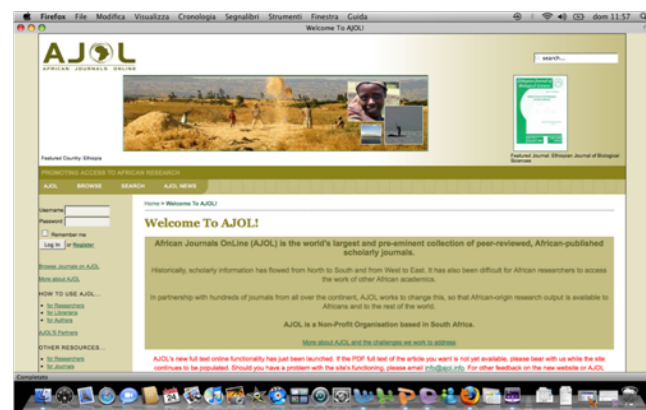 Firefox File Modifica Visualizza Cronologia Segnalibri Strumenti Finestra Guida dom 11:57
Welcome To AJOL!
AJOL
AFRICAN JOURNALS ONLINE
search...
Featured Country: Ethiopia
Featured Journal: Ethiopian Journal of Biological
Sciences
PROMOTING ACCESS TO AFRICAN RESEARCH
AJOL BROWSE SEARCH AJOL NEWS
Username
Password
Remember me
Log In or Register
Browse Journals on AJOL
More about AJOL
HOW TO USE AJOL...
for Researchers
for Librarians
for Authors
AJOL'S Partners
OTHER RESOURCES...
for Researchers
for Journals
Home > Welcome To AJOL!
Welcome To AJOL!
African Journals OnLine (AJOL) is the world's largest and pre-eminent collection of peer-reviewed, African-published
scholarly journals.
Historically, scholarly information has flowed from North to South and from West to East. It has also been difficult for African researchers to access
the work of other African academics.
In partnership with hundreds of journals from all over the continent, AJOL works to change this, so that African-origin research output is available to
Africans and to the rest of the world.
AJOL is a Non-Profit Organisation based in South Africa.
More about AJOL and the challenges we work to address
AJOL's new full text online functionality has just been launched. If the PDF full text of the article you want is not yet available, please bear with us while the site
continues to be populated. Should you have a problem with the site's functioning, please email info@ajol.info. For other feedback on the new website or AJOL
Completato